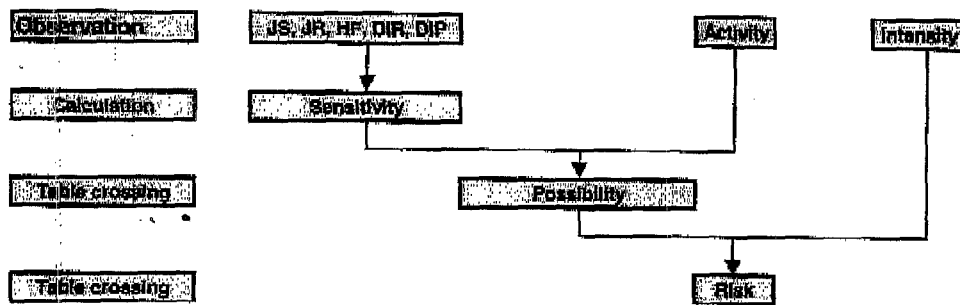 Observation
JS, JR, HF, DIR, DIP
Activity
Intensity
Calculation
Sensitivity
Table crossing
Possibility
Table crossing
Risk